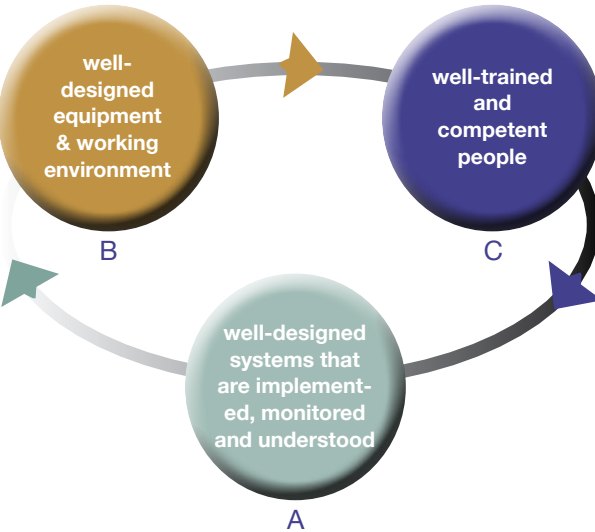 well-
designed
equipment
& working
environment
B
well-trained
and
competent
people
C
well-designed
systems that
are implement-
ed, monitored
and understood
A